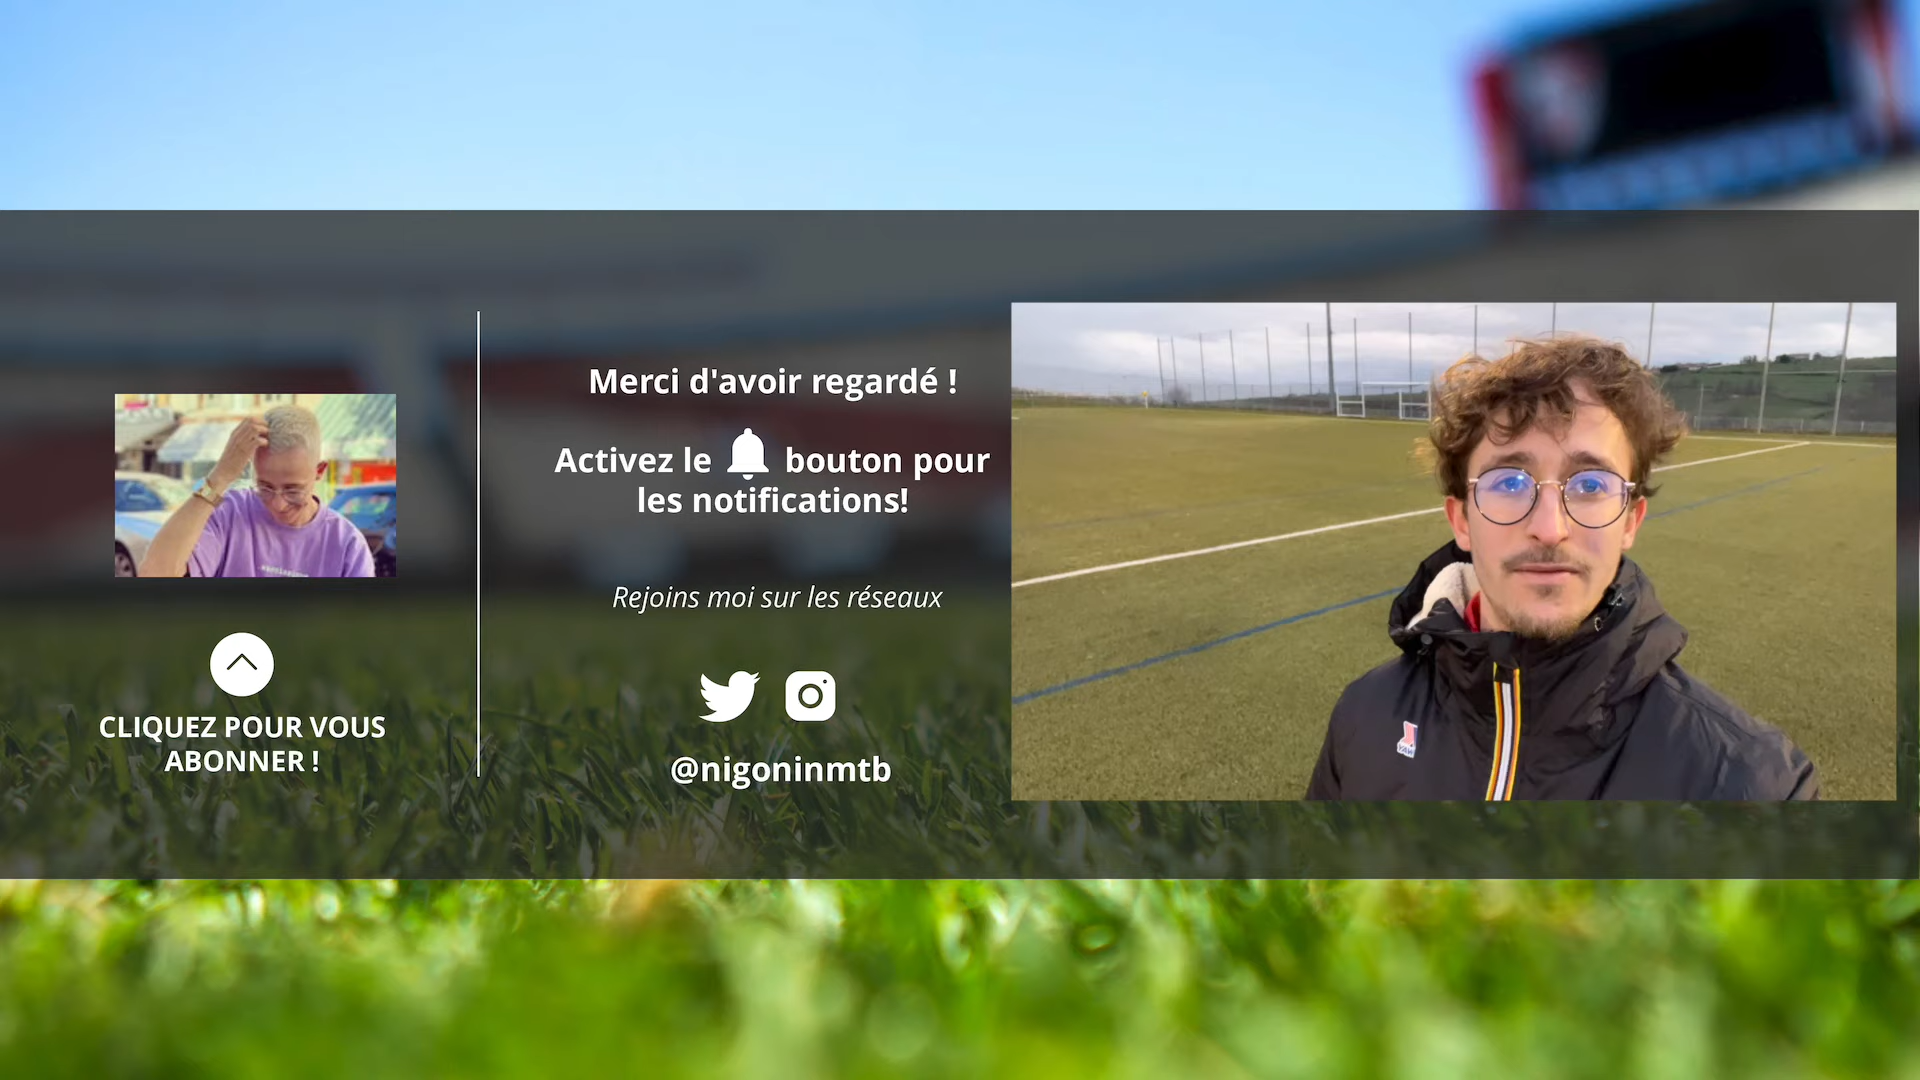 CLIQUEZ POUR VOUS
ABONNER !
Merci d'avoir regardé !
Activez le bouton pour
les notifications!
Rejoins moi sur les réseaux
@nigoninmtb